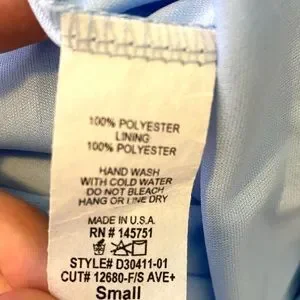 100% POLYESTER
LINING
100% POLYESTER
HAND WASH
WITH COLD WATER
DO NOT BLEACH
HANG OR LINE DRY
MADE IN U.S.A.
RN # 145751
STYLE# D30411-01
CUT# 12680-F/S AVE+
Small